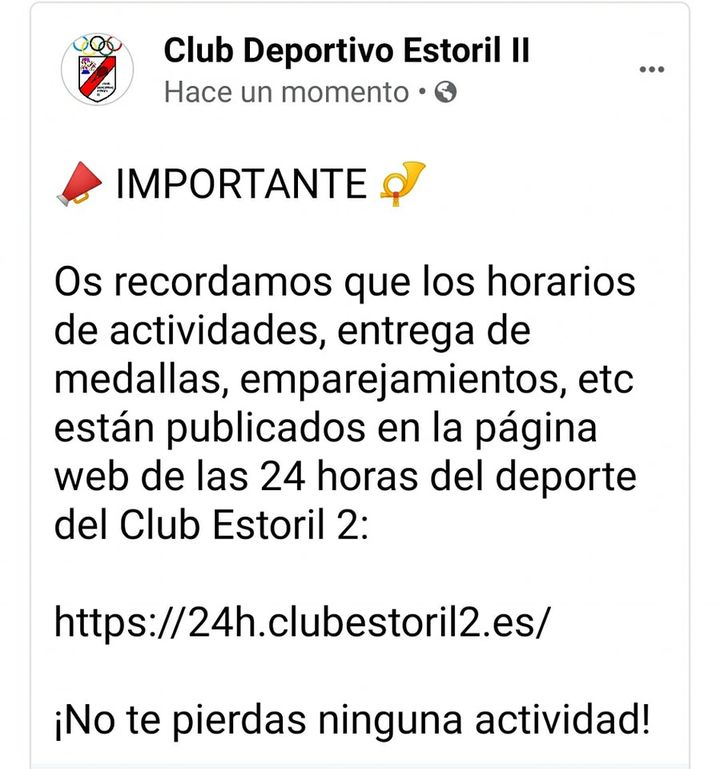 Club Deportivo Estoril II
Hace un momento •
IMPORTANTE
Os recordamos que los horarios
de actividades, entrega de
medallas, emparejamientos, etc
están publicados en la página
web de las 24 horas del deporte
del Club Estoril 2:
https://24h.clubestoril2.es/
¡No te pierdas ninguna actividad!